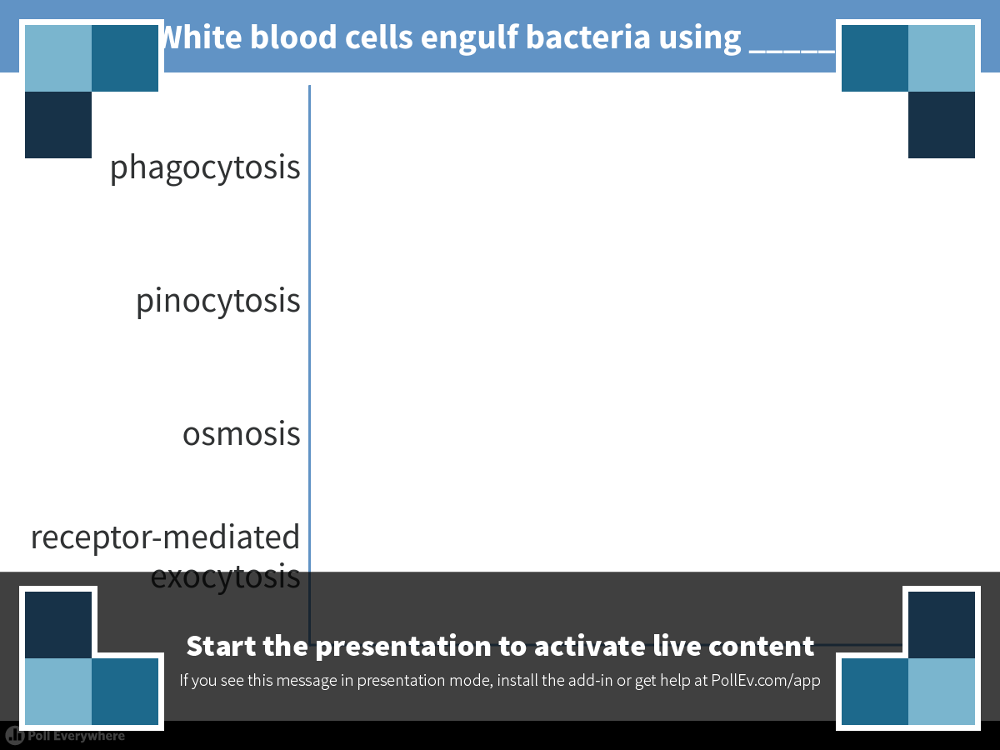 White blood cells engulf bacteria using _____
phagocytosis
pinocytosis
osmosis
receptor-mediated
exocytosis
Start the presentation to activate live content
If you see this message in presentation mode, install the add-in or get help at PollEv.com/app
Poll Everywhere